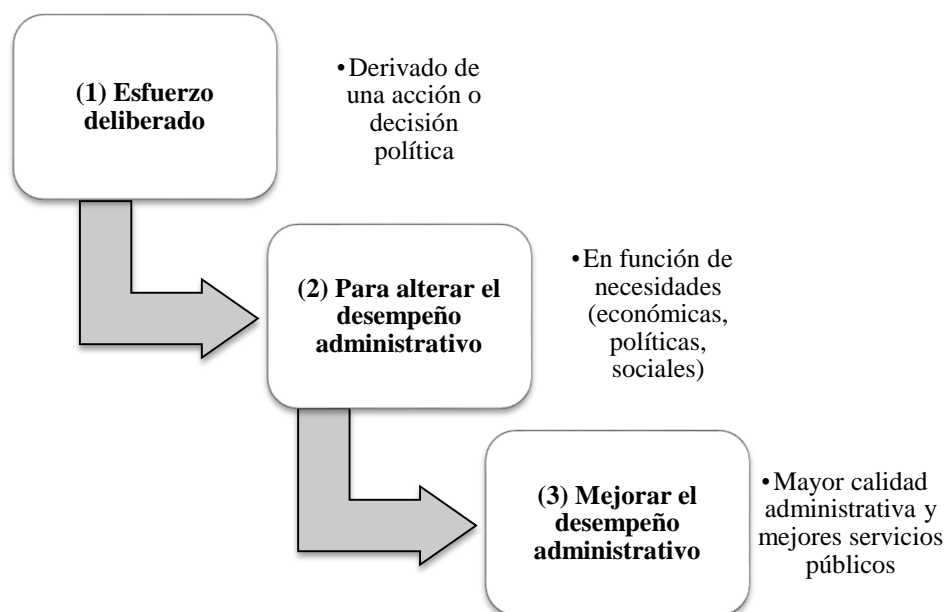 (1) Esfuerzo
deliberado
•Derivado de
una acción o
decisión
política
(2) Para alterar el
desempeño
administrativo
•En función de
necesidades
(económicas,
políticas,
sociales)
(3) Mejorar el
desempeño
administrativo
•Mayor calidad
administrativa y
mejores servicios
públicos